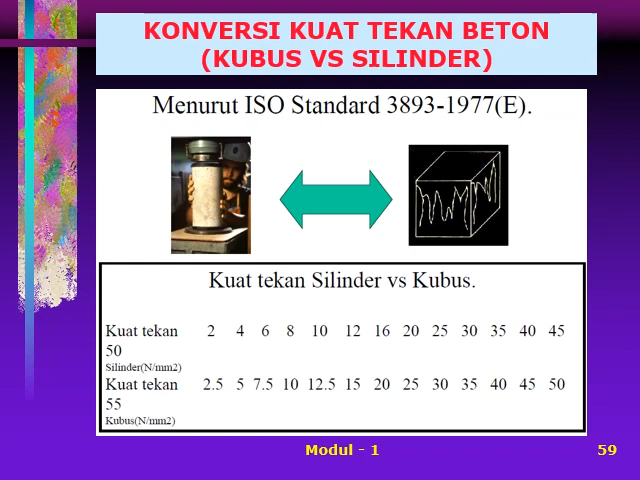 KONVERSI KUAT TEKAN BETON
(KUBUS VS SILINDER)
Menurut ISO Standard 3893-1977(E).
Kuat tekan Silinder vs Kubus.
Kuat tekan 2 4 6 8 10 12 16 20 25 30 35 40 45
50
Silinder(N/mm2)
Kuat tekan 2.5 5 7.5 10 12.5 15 20 25 30 35 40 45 50
55
Kubus(N/mm2)
Modul - 1 59